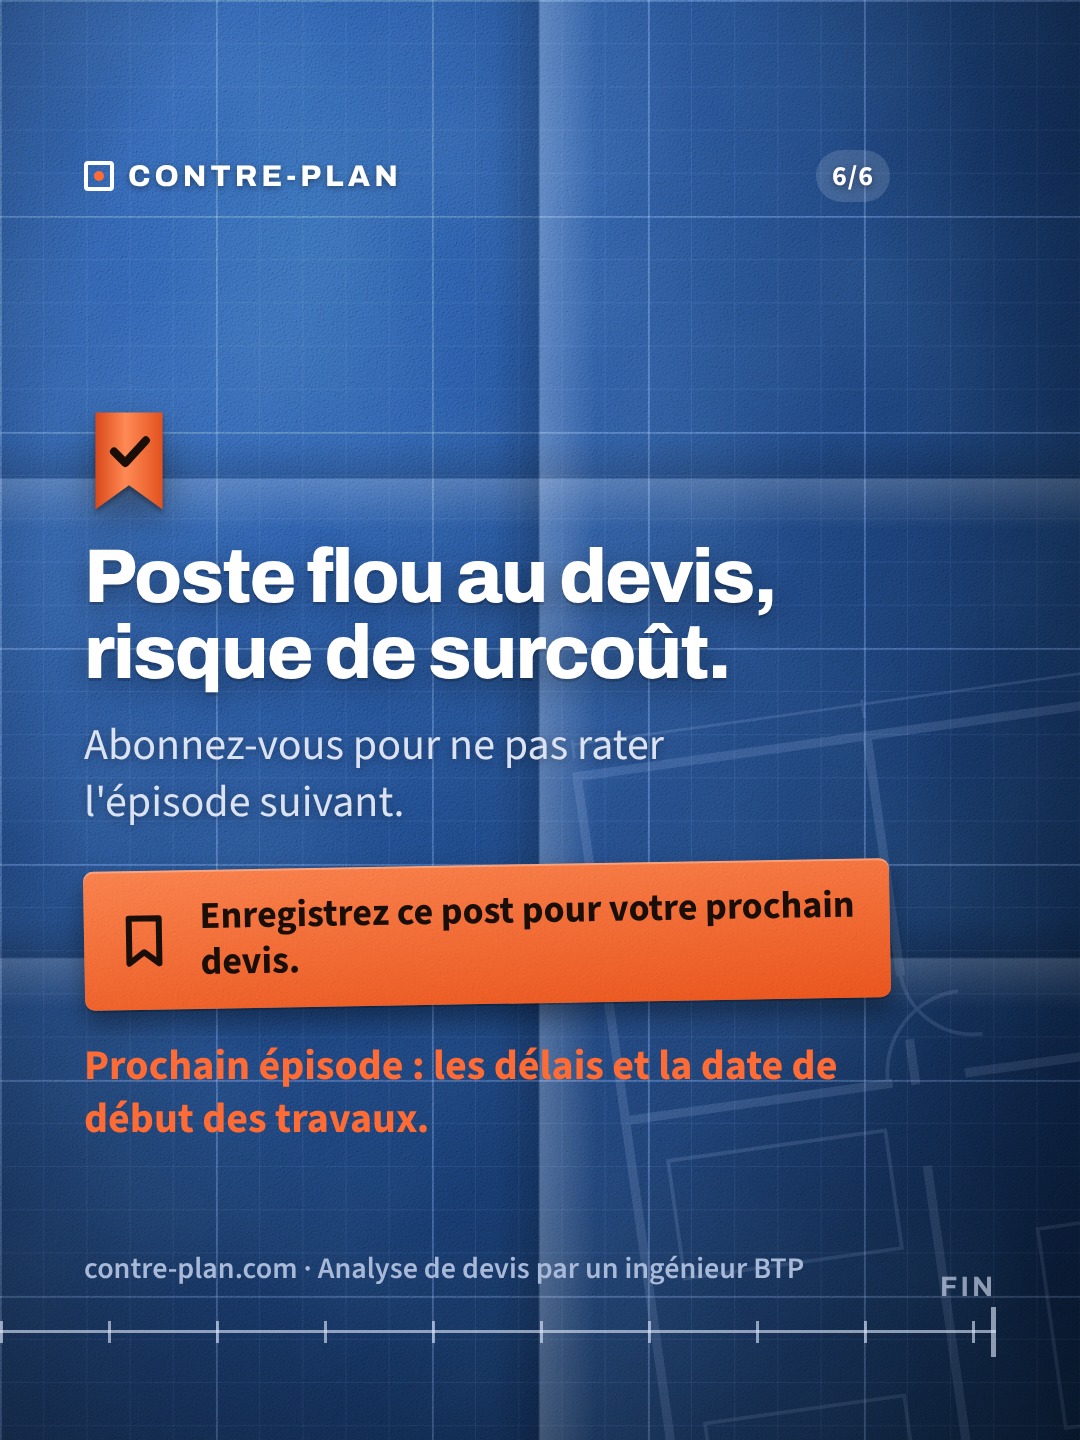 CONTRE-PLAN
6/6
Poste flou au devis,
risque de surcoût.
Abonnez-vous pour ne pas rater
l'épisode suivant.
Enregistrez ce post pour votre prochain
devis.
Prochain épisode : les délais et la date de
début des travaux.
contre-plan.com · Analyse de devis par un ingénieur BTP
FIN